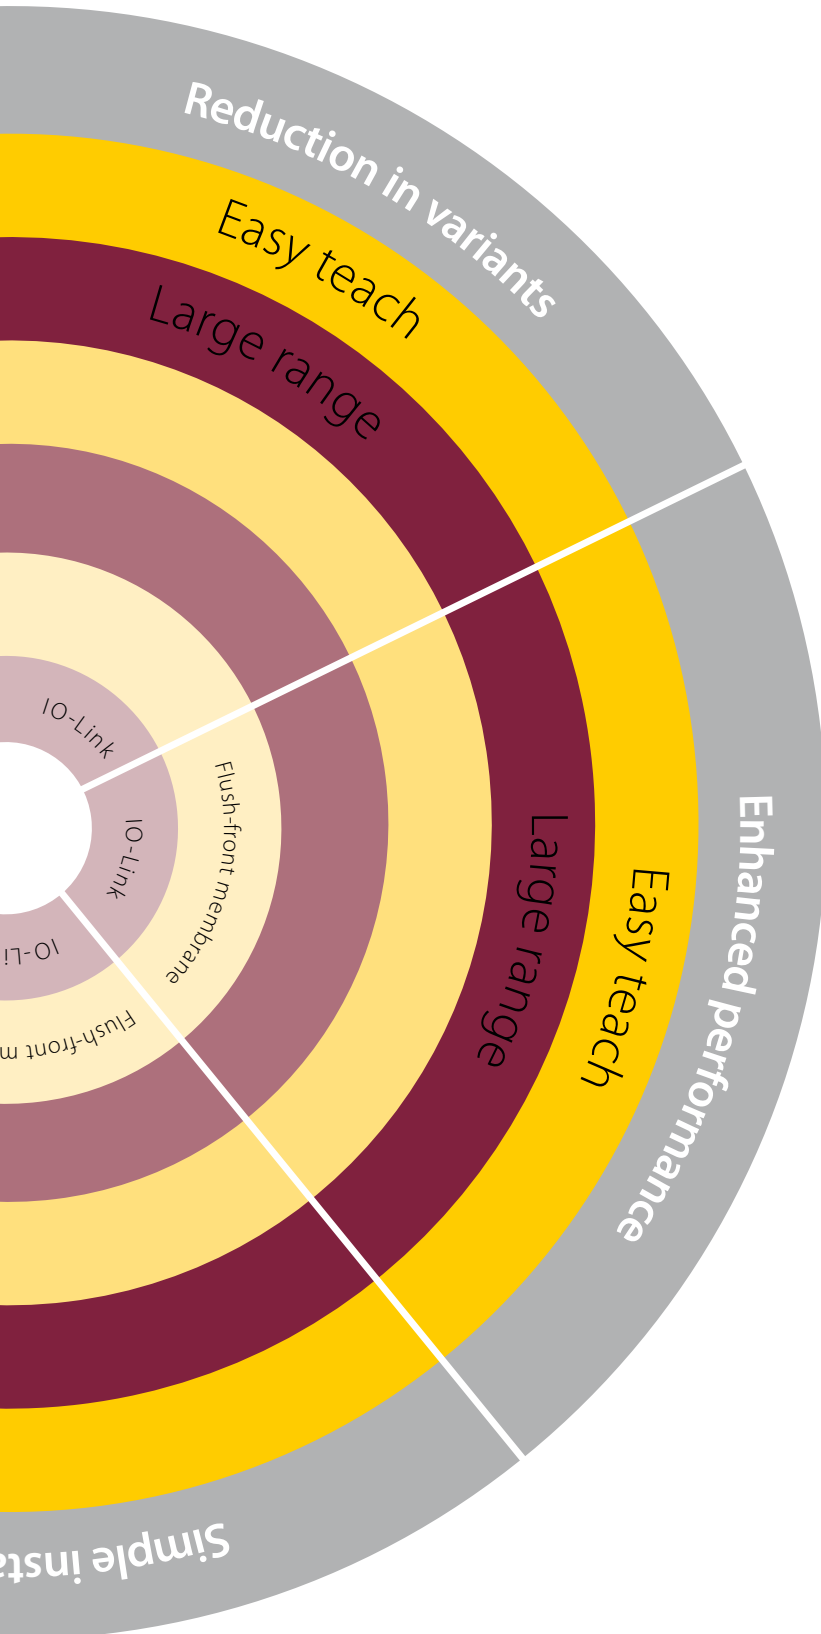 Reduction in variants
Easy teach
Large range
IO-Link
Enhanced performance
Easy teach
Large range
Flush-front membrane
IO-Link
Simple insta
Flush-front m
IO-Li